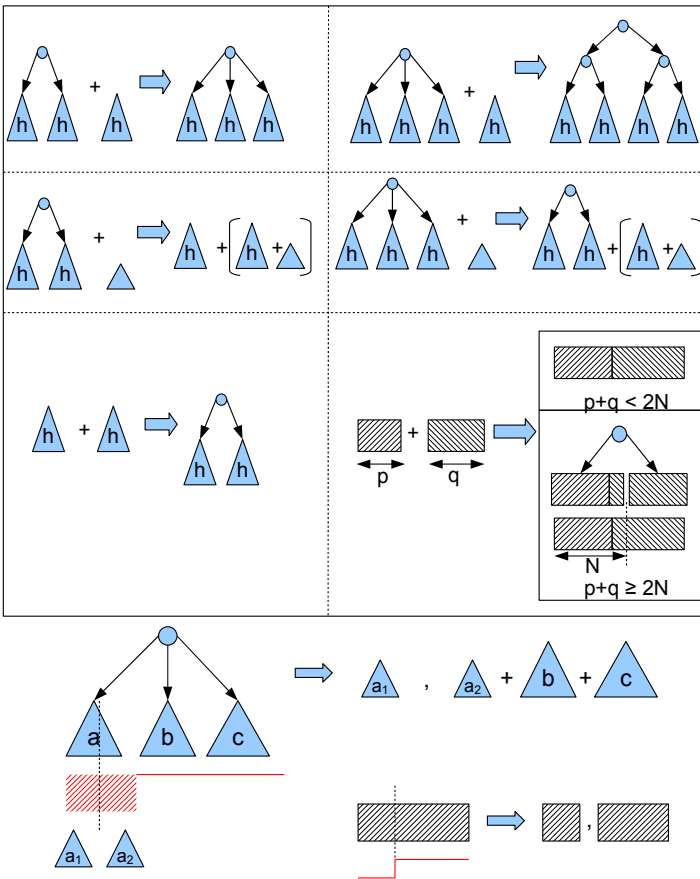 h h + h h h h
h h h + h h h h h
h h + h + ( h + )
h h h + h h + ( h + )
h + h h h
p+q < 2N
+
p q
N
p+q ≥ 2N
a b c
a1 , a2 + b + c
a1 a2
,